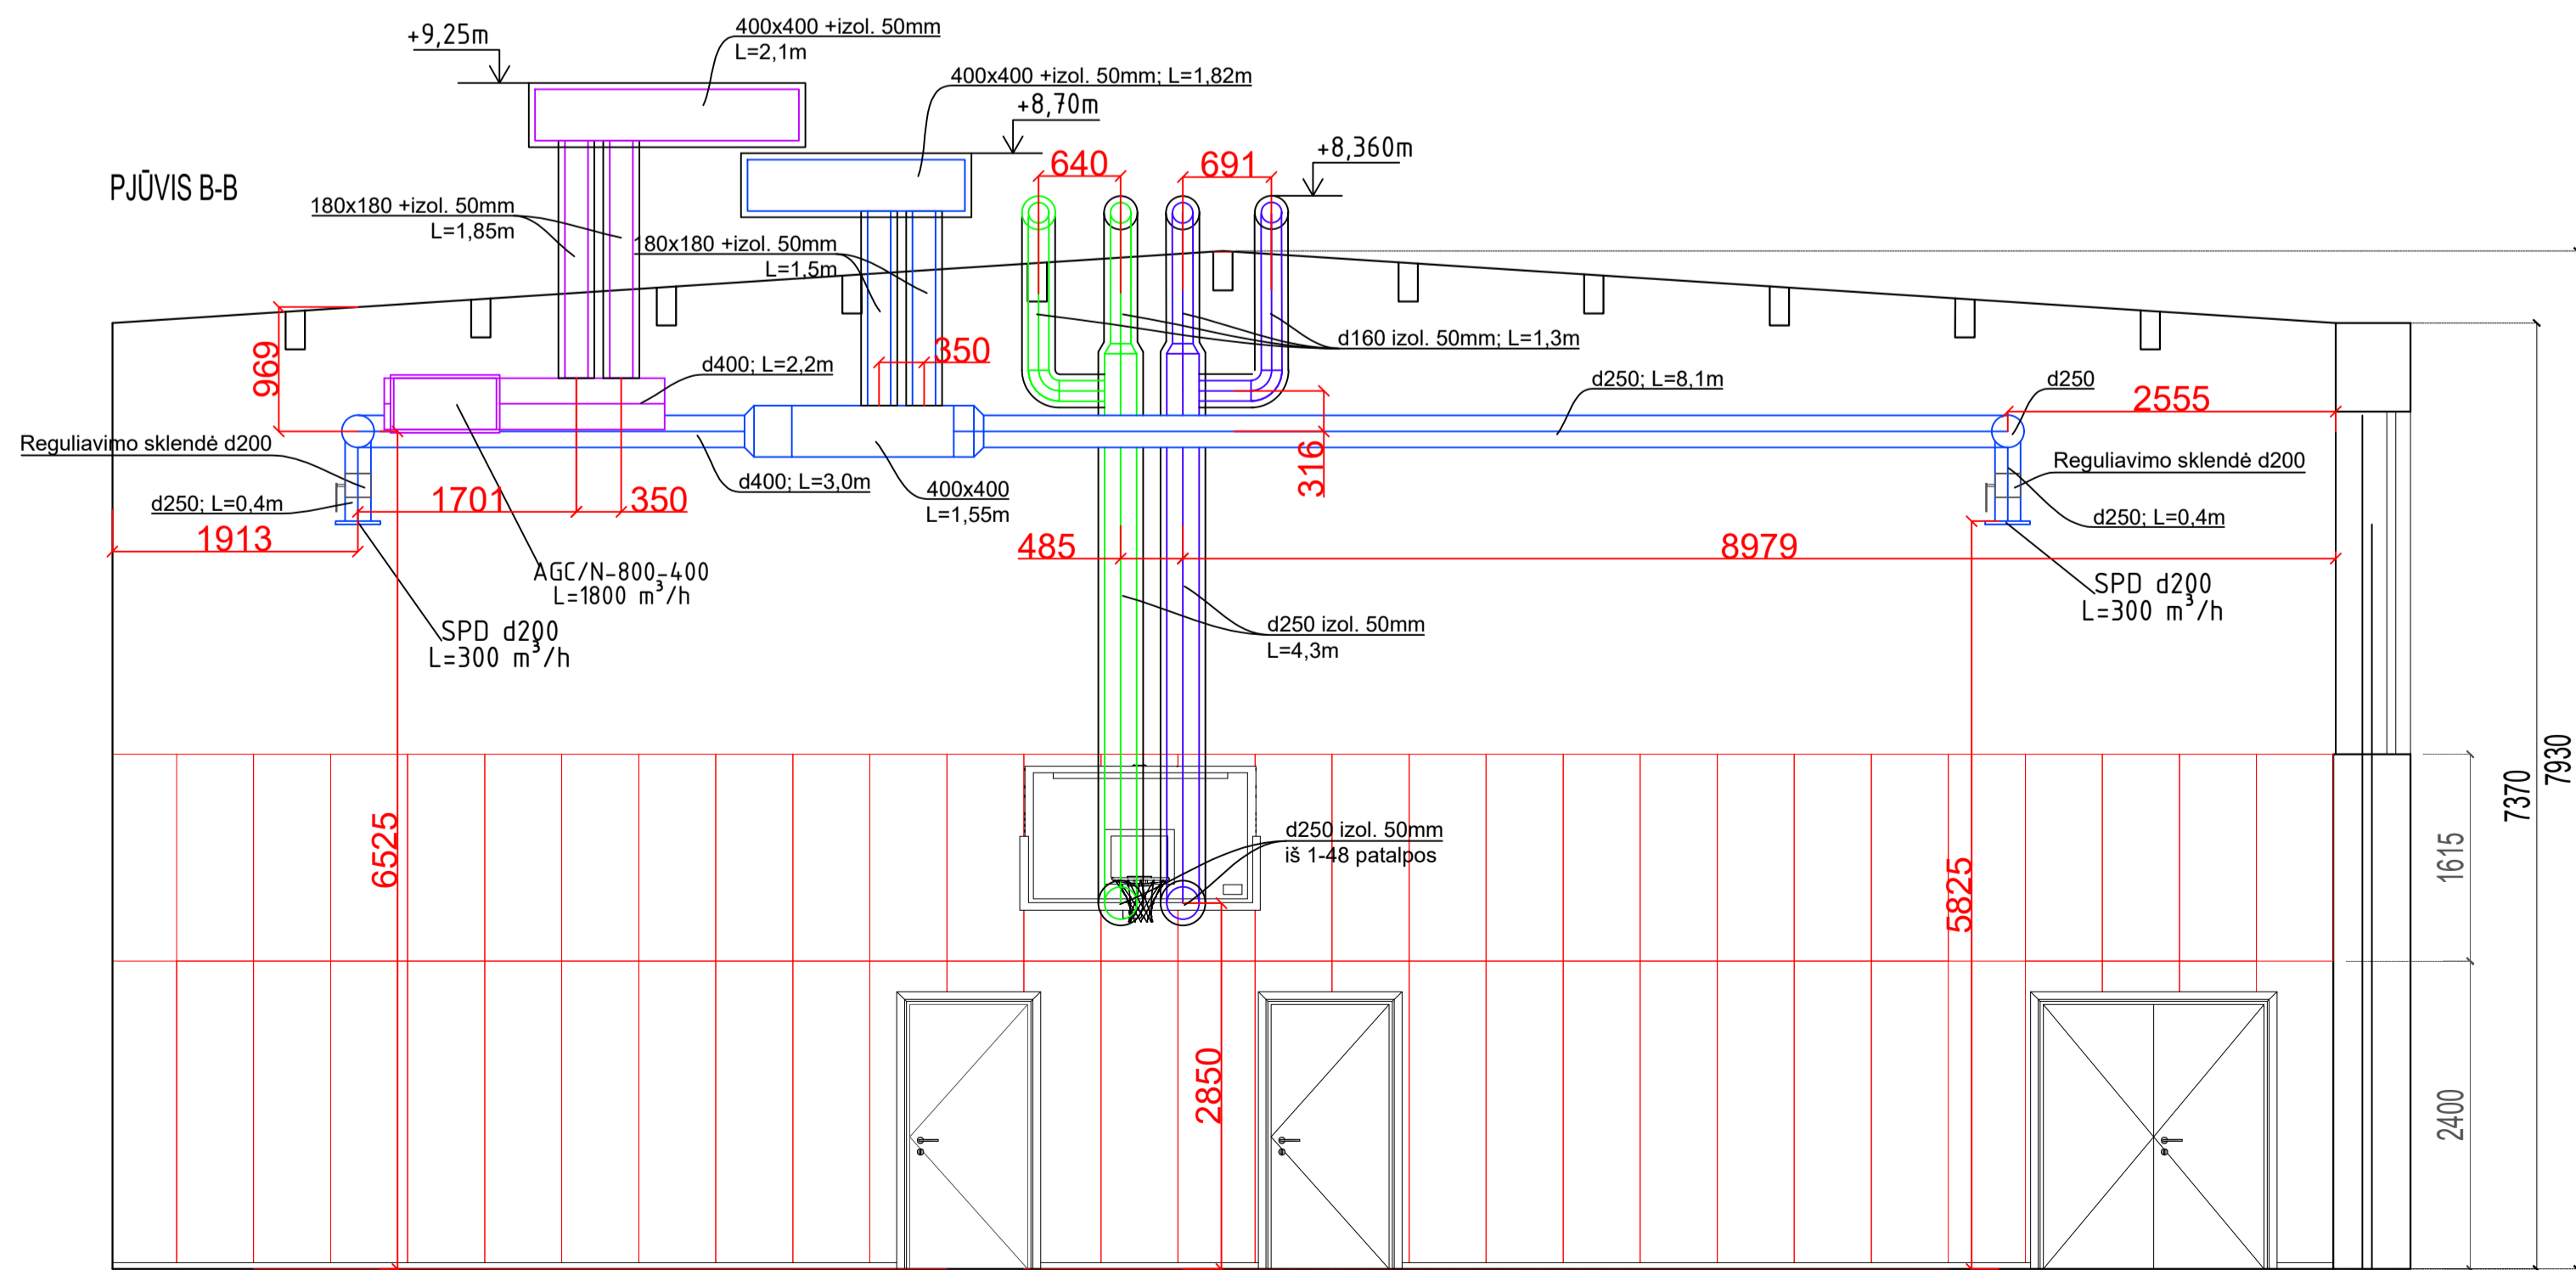 +9,25m
400x400 +izol. 50mm
L=2,1m
400x400 +izol. 50mm; L=1,82m
+8,70m
+8,360m
640
691
PJŪVIS B-B
180x180 +izol. 50mm
L=1,85m
180x180 +izol. 50mm
L=1,5m
969
350
d400; L=2,2m
d160 izol. 50mm; L=1,3m
d250; L=8,1m
d250
2555
Reguliavimo sklendė d200
d250; L=0,4m
1701
350
d400; L=3,0m
400x400
L=1,55m
316
Reguliavimo sklendė d200
d250; L=0,4m
1913
485
8979
AGC/N-800-400
L=1800 m³/h
SPD d200
L=300 m³/h
SPD d200
L=300 m³/h
d250 izol. 50mm
L=4,3m
6525
d250 izol. 50mm
iš 1-48 patalpos
5825
2850
7370
7930
1615
2400